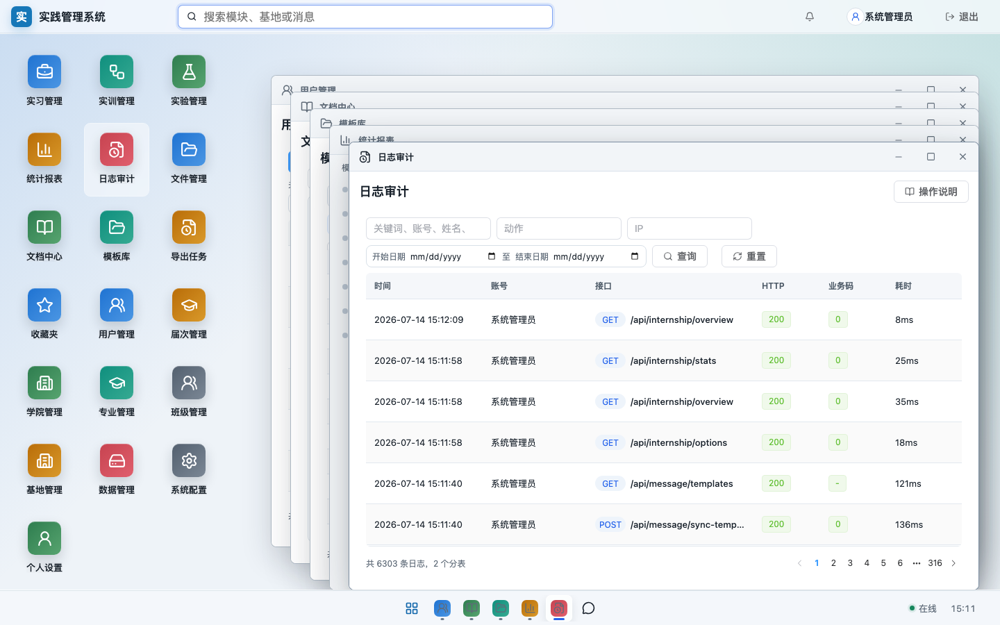 实 实践管理系统
搜索模块、基地或消息
系统管理员
退出
实习管理
实训管理
实验管理
统计报表
日志审计
文件管理
文档中心
模板库
导出任务
收藏夹
用户管理
届次管理
学院管理
专业管理
班级管理
基地管理
数据管理
系统配置
个人设置
用户管理
用
文档中心
文
模板库
模
统计报表
模
日志审计
日志审计
操作说明
关键词、账号、姓名、
动作
IP
开始日期 mm/dd/yyyy 至 结束日期 mm/dd/yyyy
查询
重置
时间 账号 接口 HTTP 业务码 耗时
2026-07-14 15:12:09 系统管理员 GET /api/internship/overview 200 0 8ms
2026-07-14 15:11:58 系统管理员 GET /api/internship/stats 200 0 25ms
2026-07-14 15:11:58 系统管理员 GET /api/internship/overview 200 0 35ms
2026-07-14 15:11:58 系统管理员 GET /api/internship/options 200 0 18ms
2026-07-14 15:11:40 系统管理员 GET /api/message/templates 200 - 121ms
2026-07-14 15:11:40 系统管理员 POST /api/message/sync-temp... 200 0 136ms
共 6303 条日志，2 个分表
1 2 3 4 5 6 ••• 316
在线
15:11